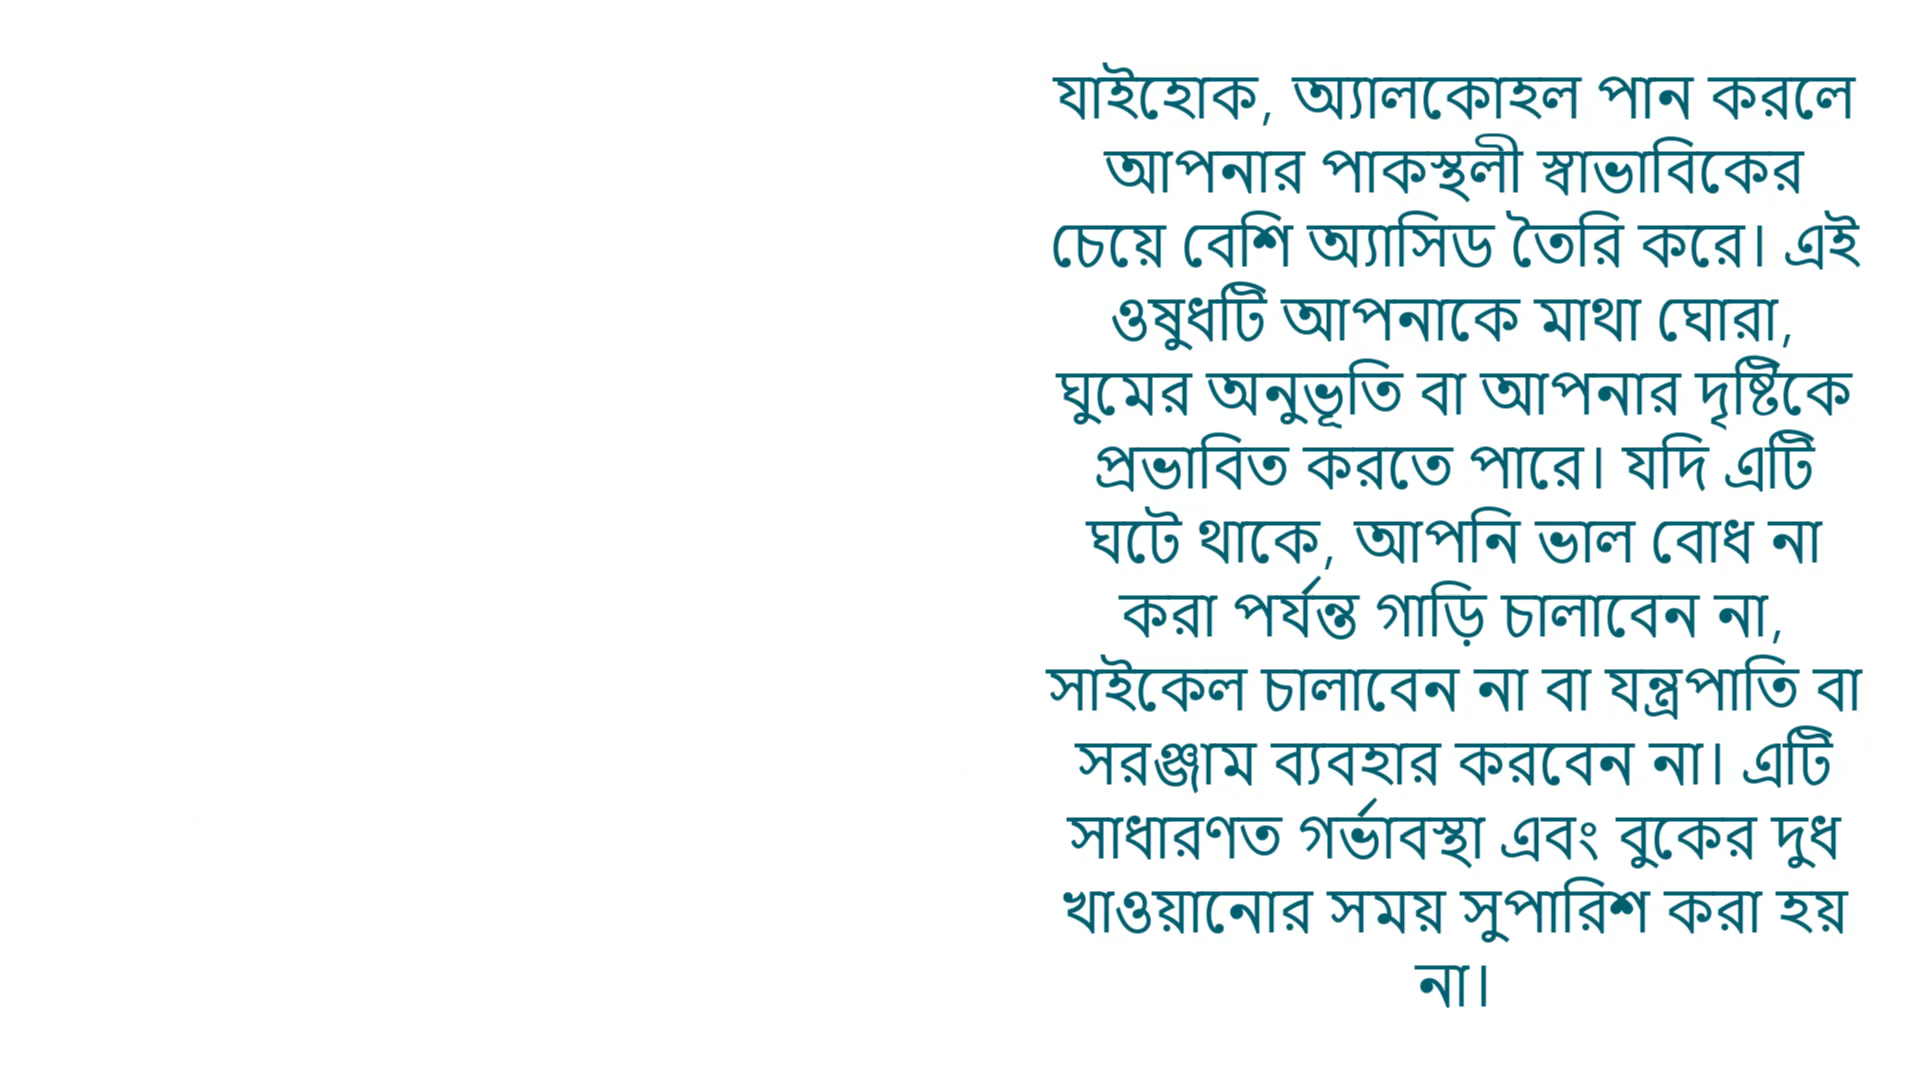 যাইহোক, অ্যালকোহল পান করলে
আপনার পাকস্থলী স্বাভাবিকের
চেয়ে বেশি অ্যাসিড তৈরি করে। এই
ওষুধটি আপনাকে মাথা ঘোরা,
ঘুমের অনুভূতি বা আপনার দৃষ্টিকে
প্রভাবিত করতে পারে। যদি এটি
ঘটে থাকে, আপনি ভাল বোধ না
করা পর্যন্ত গাড়ি চালাবেন না,
সাইকেল চালাবেন না বা যন্ত্রপাতি বা
সরঞ্জাম ব্যবহার করবেন না। এটি
সাধারণত গর্ভাবস্থা এবং বুকের দুধ
খাওয়ানোর সময় সুপারিশ করা হয়
না।